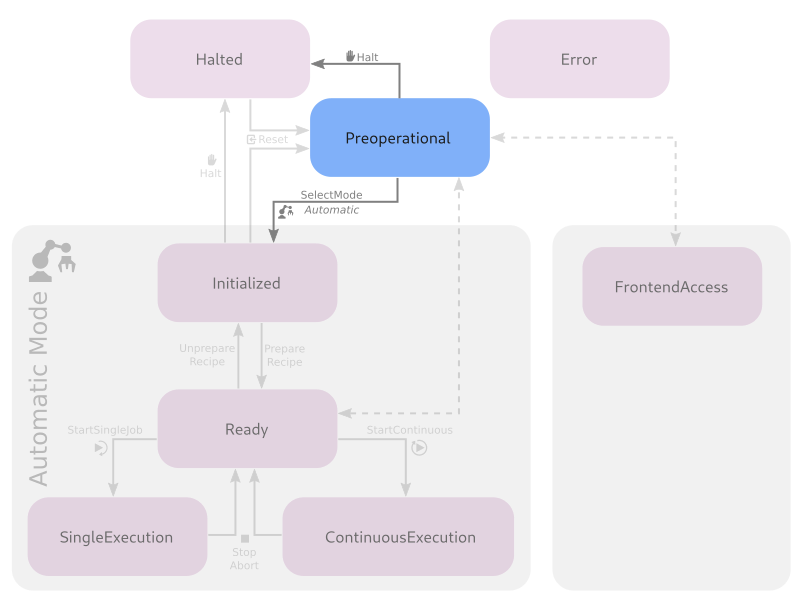 Halted
Error
Halt
Preoperational
Reset
Halt
SelectMode
Automatic
Automatic Mode
Initialized
FrontendAccess
Unprepare
Recipe
Prepare
Recipe
Ready
StartSingleJob
StartContinuous
SingleExecution
ContinuousExecution
Stop
Abort